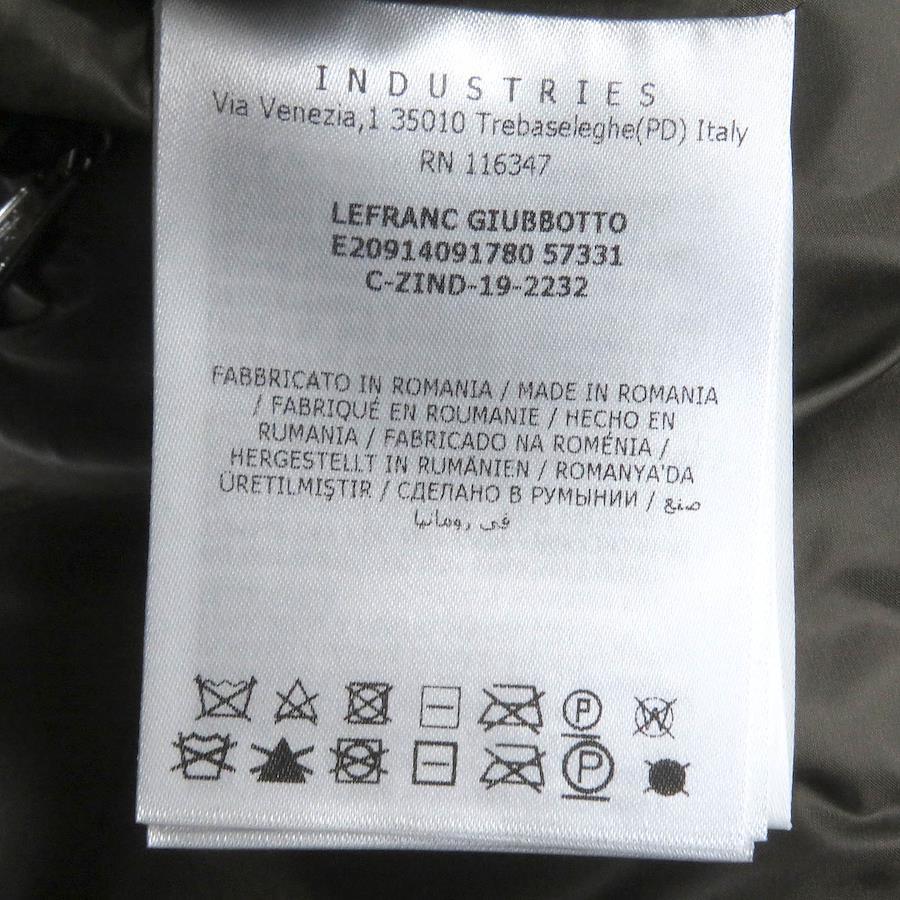 INDUSTRIES
Via Venezia,1 35010 Trebaseleghe(PD) Italy
RN 116347
LEFRANC GIUBBOTTO
E20914091780 57331
C-ZIND-19-2232
FABBRICATO IN ROMANIA / MADE IN ROMANIA
/ FABRIQUÉ EN ROUMANIE / HECHO EN
RUMANIA / FABRICADO NA ROMÉNIA /
HERGESTELLT IN RUMÄNIEN / ROMANYA'DA
ÜRETILMIŞTIR / СДЕЛАНО В РУМЫНИИ / صنع
في رومانيا
P W
P